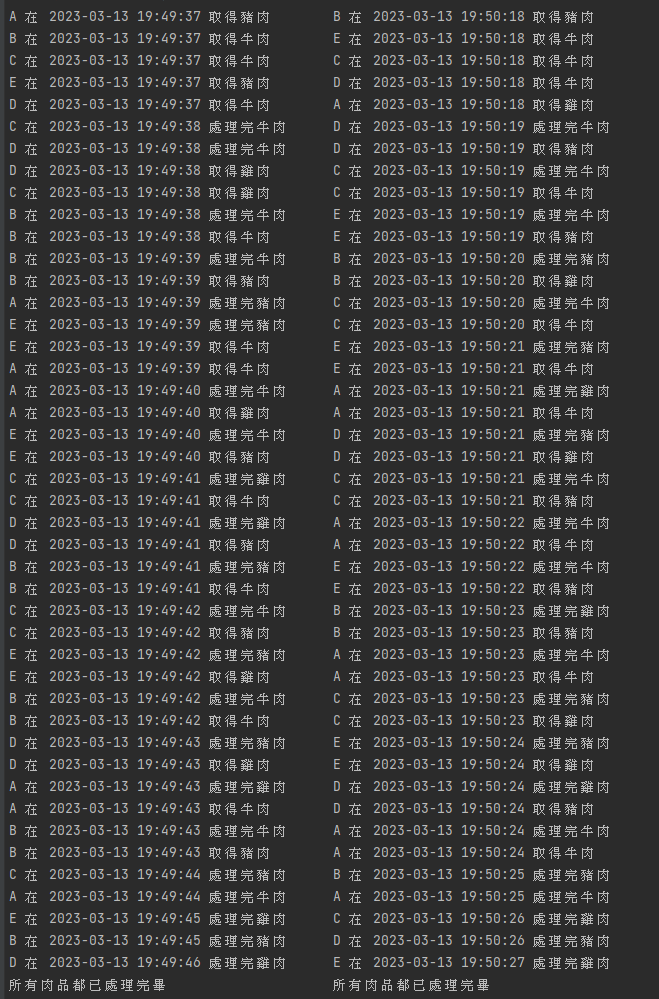 A 在 2023-03-13 19:49:37 取得豬肉
B 在 2023-03-13 19:49:37 取得牛肉
C 在 2023-03-13 19:49:37 取得牛肉
E 在 2023-03-13 19:49:37 取得豬肉
D 在 2023-03-13 19:49:37 取得牛肉
C 在 2023-03-13 19:49:38 處理完牛肉
D 在 2023-03-13 19:49:38 處理完牛肉
D 在 2023-03-13 19:49:38 取得雞肉
C 在 2023-03-13 19:49:38 取得雞肉
B 在 2023-03-13 19:49:38 處理完牛肉
B 在 2023-03-13 19:49:38 取得牛肉
B 在 2023-03-13 19:49:39 處理完牛肉
B 在 2023-03-13 19:49:39 取得豬肉
A 在 2023-03-13 19:49:39 處理完豬肉
E 在 2023-03-13 19:49:39 處理完豬肉
E 在 2023-03-13 19:49:39 取得牛肉
A 在 2023-03-13 19:49:39 取得牛肉
A 在 2023-03-13 19:49:40 處理完牛肉
A 在 2023-03-13 19:49:40 取得雞肉
E 在 2023-03-13 19:49:40 處理完牛肉
E 在 2023-03-13 19:49:40 取得豬肉
C 在 2023-03-13 19:49:41 處理完雞肉
C 在 2023-03-13 19:49:41 取得牛肉
D 在 2023-03-13 19:49:41 處理完雞肉
D 在 2023-03-13 19:49:41 取得豬肉
B 在 2023-03-13 19:49:41 處理完豬肉
B 在 2023-03-13 19:49:41 取得牛肉
C 在 2023-03-13 19:49:42 處理完牛肉
C 在 2023-03-13 19:49:42 取得豬肉
E 在 2023-03-13 19:49:42 處理完豬肉
E 在 2023-03-13 19:49:42 取得雞肉
B 在 2023-03-13 19:49:42 處理完牛肉
B 在 2023-03-13 19:49:42 取得牛肉
D 在 2023-03-13 19:49:43 處理完豬肉
D 在 2023-03-13 19:49:43 取得雞肉
A 在 2023-03-13 19:49:43 處理完雞肉
A 在 2023-03-13 19:49:43 取得牛肉
B 在 2023-03-13 19:49:43 處理完牛肉
B 在 2023-03-13 19:49:43 取得豬肉
C 在 2023-03-13 19:49:44 處理完豬肉
A 在 2023-03-13 19:49:44 處理完牛肉
E 在 2023-03-13 19:49:45 處理完雞肉
B 在 2023-03-13 19:49:45 處理完豬肉
D 在 2023-03-13 19:49:46 處理完雞肉
所有肉品都已處理完畢
B 在 2023-03-13 19:50:18 取得豬肉
E 在 2023-03-13 19:50:18 取得牛肉
C 在 2023-03-13 19:50:18 取得牛肉
D 在 2023-03-13 19:50:18 取得牛肉
A 在 2023-03-13 19:50:18 取得雞肉
D 在 2023-03-13 19:50:19 處理完牛肉
D 在 2023-03-13 19:50:19 取得豬肉
C 在 2023-03-13 19:50:19 處理完牛肉
C 在 2023-03-13 19:50:19 取得牛肉
E 在 2023-03-13 19:50:19 處理完牛肉
E 在 2023-03-13 19:50:19 取得豬肉
B 在 2023-03-13 19:50:20 處理完豬肉
B 在 2023-03-13 19:50:20 取得雞肉
C 在 2023-03-13 19:50:20 處理完牛肉
C 在 2023-03-13 19:50:20 取得牛肉
E 在 2023-03-13 19:50:21 處理完豬肉
E 在 2023-03-13 19:50:21 取得牛肉
A 在 2023-03-13 19:50:21 處理完雞肉
A 在 2023-03-13 19:50:21 取得牛肉
D 在 2023-03-13 19:50:21 處理完豬肉
D 在 2023-03-13 19:50:21 取得雞肉
C 在 2023-03-13 19:50:21 處理完牛肉
C 在 2023-03-13 19:50:21 取得豬肉
A 在 2023-03-13 19:50:22 處理完牛肉
A 在 2023-03-13 19:50:22 取得牛肉
E 在 2023-03-13 19:50:22 處理完牛肉
E 在 2023-03-13 19:50:22 取得豬肉
B 在 2023-03-13 19:50:23 處理完雞肉
B 在 2023-03-13 19:50:23 取得豬肉
A 在 2023-03-13 19:50:23 處理完牛肉
A 在 2023-03-13 19:50:23 取得牛肉
C 在 2023-03-13 19:50:23 處理完豬肉
C 在 2023-03-13 19:50:23 取得雞肉
E 在 2023-03-13 19:50:24 處理完豬肉
E 在 2023-03-13 19:50:24 取得雞肉
D 在 2023-03-13 19:50:24 處理完雞肉
D 在 2023-03-13 19:50:24 取得豬肉
A 在 2023-03-13 19:50:24 處理完牛肉
A 在 2023-03-13 19:50:24 取得牛肉
B 在 2023-03-13 19:50:25 處理完豬肉
A 在 2023-03-13 19:50:25 處理完牛肉
C 在 2023-03-13 19:50:26 處理完雞肉
D 在 2023-03-13 19:50:26 處理完豬肉
E 在 2023-03-13 19:50:27 處理完雞肉
所有肉品都已處理完畢